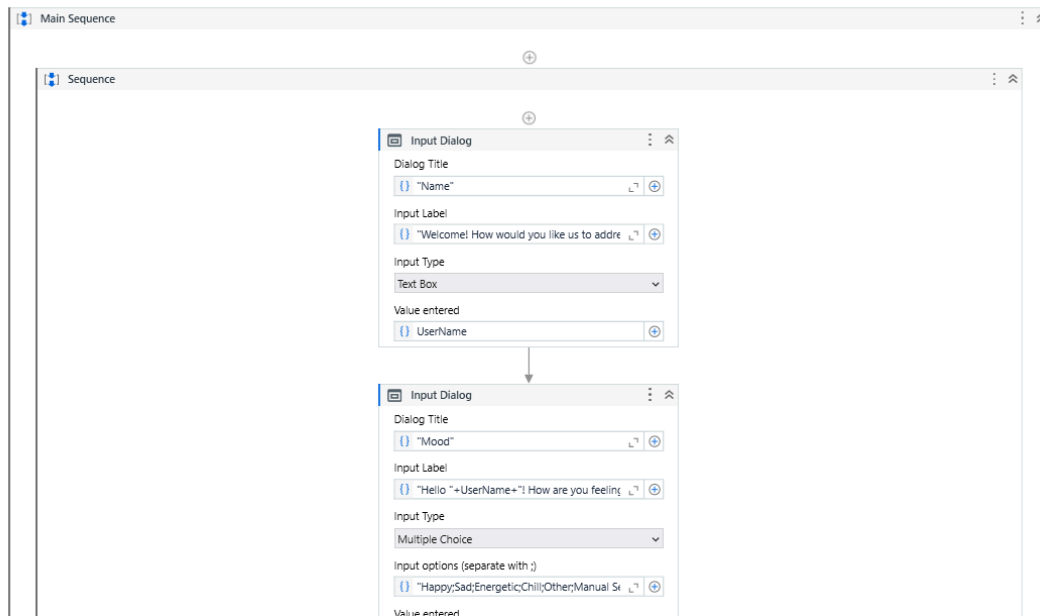 Main Sequence
Sequence
Input Dialog
Dialog Title
{} "Name"
Input Label
{} "Welcome! How would you like us to addre
Input Type
Text Box
Value entered
{} UserName
Input Dialog
Dialog Title
{} "Mood"
Input Label
{} "Hello "+UserName+"! How are you feeling
Input Type
Multiple Choice
Input options (separate with ;)
{} "Happy;Sad;Energetic;Chill;Other;Manual Se
Value entered